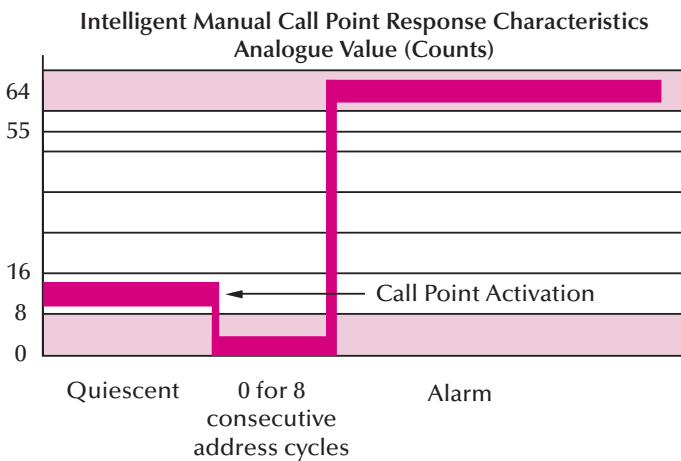 Intelligent Manual Call Point Response Characteristics
Analogue Value (Counts)
64
55
16
Call Point Activation
8
0
Quiescent
0 for 8
consecutive
address cycles
Alarm